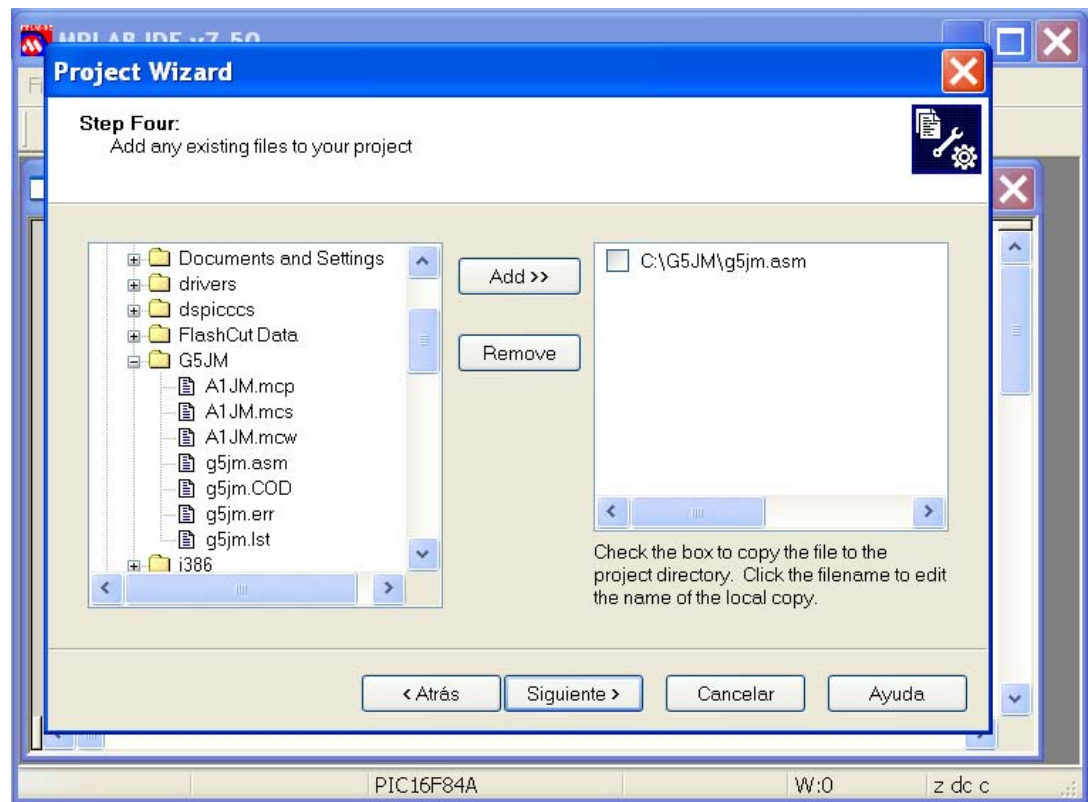 MPLAB IDE v7.50
Project Wizard
Step Four:
Add any existing files to your project
Documents and Settings
drivers
dspicccs
FlashCut Data
G5JM
A1JM.mcp
A1JM.mcs
A1JM.mcw
g5jm.asm
g5jm.COD
g5jm.err
g5jm.lst
i386
Add >>
Remove
C:\G5JM\g5jm.asm
Check the box to copy the file to the
project directory. Click the filename to edit
the name of the local copy.
< Atrás
Siguiente >
Cancelar
Ayuda
PIC16F84A
W:0
z dc c